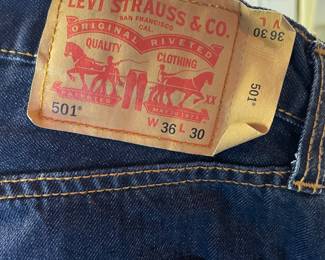 LEVI STRAUSS & CO.
SAN FRANCISCO
CAL.
ORIGINAL RIVETED
QUALITY CLOTHING
XX
501®
W 36 L 30
36 30
501®